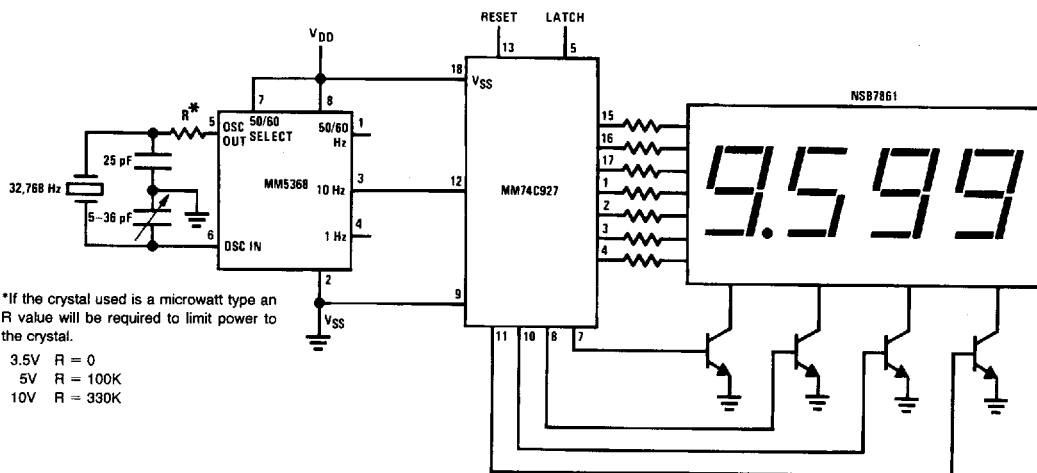 RESET LATCH
13 5
VDD
18
VSS
NSB7861
7 8
R*
5 OSC OUT
50/60 SELECT
50/60 Hz
1
15
16
17
1
2
3
4
25 pF
32,768 Hz
MM5368
10 Hz
3
12
MM74C927
9.599
5–36 pF
4
1 Hz
6
OSC IN
2
9
VSS
11 10 8 7
*If the crystal used is a microwatt type an
R value will be required to limit power to
the crystal.
3.5V R = 0
5V R = 100K
10V R = 330K